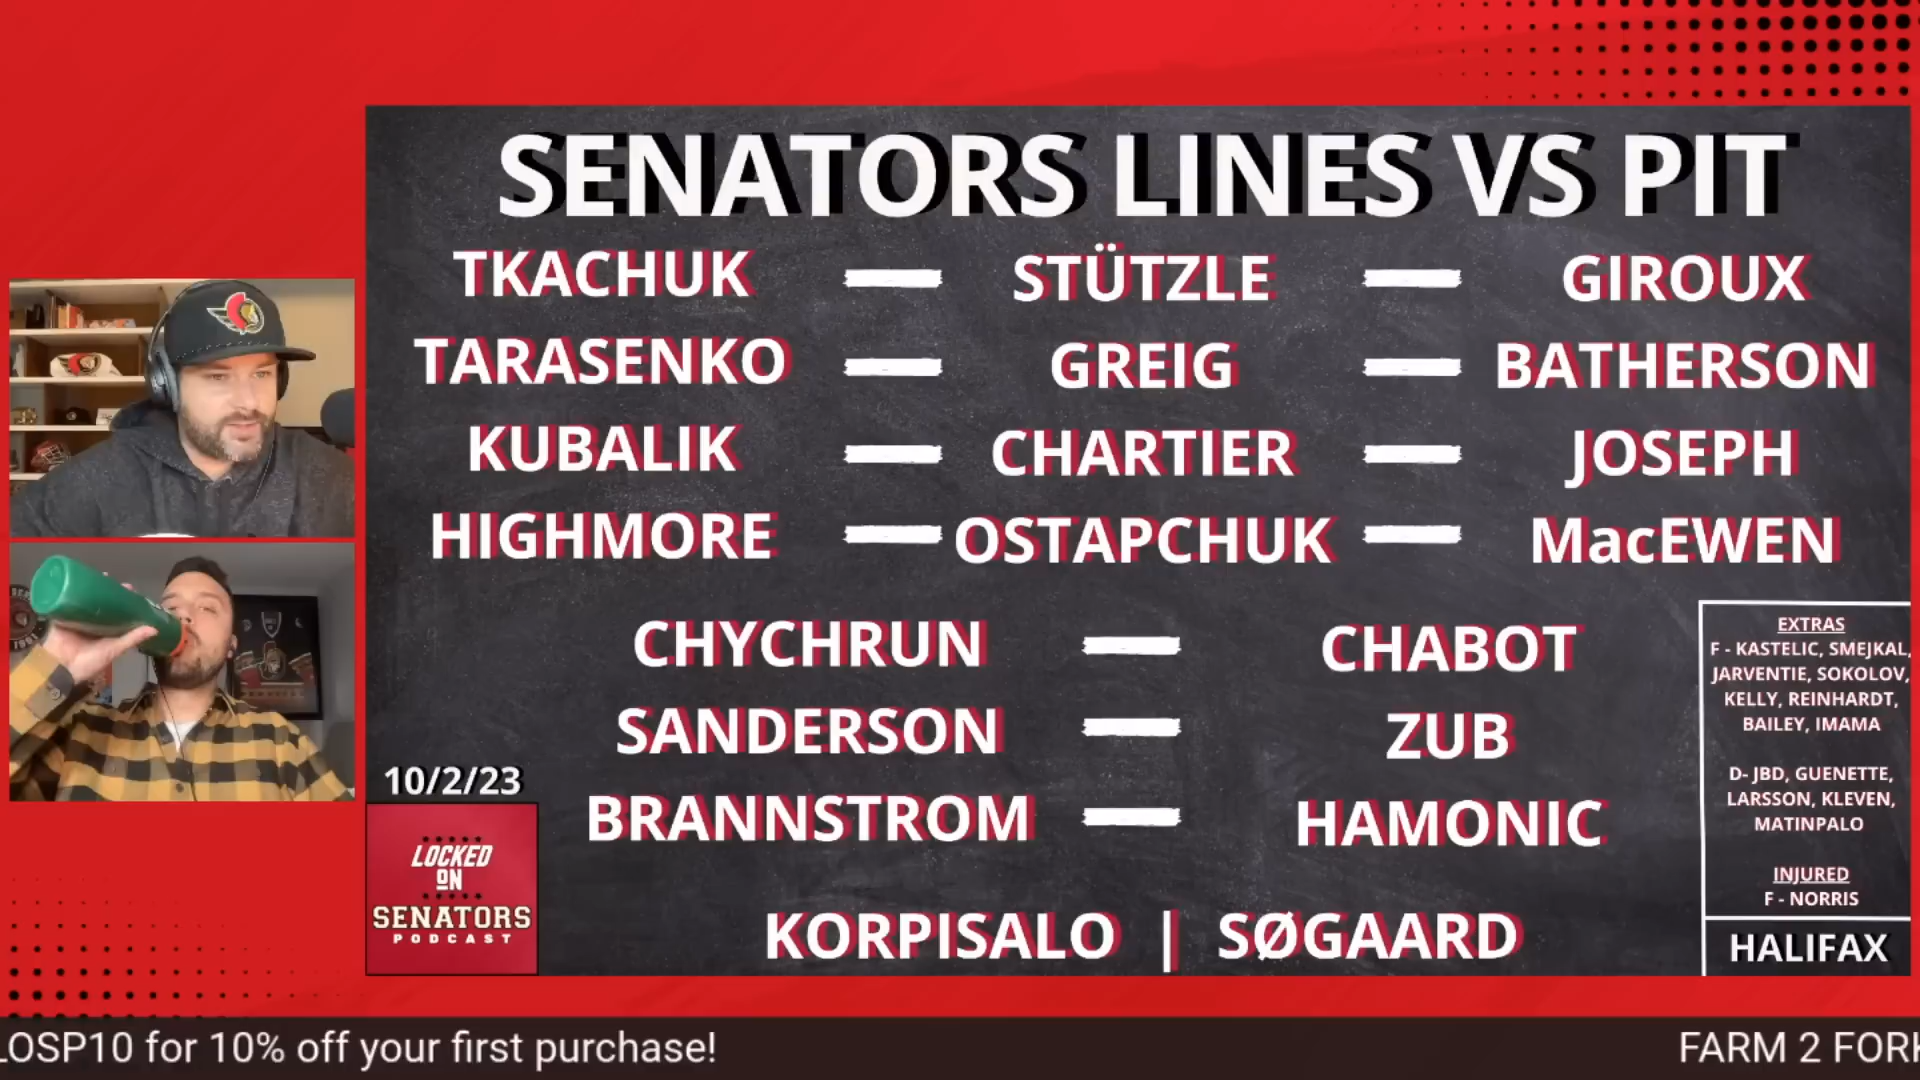 SENATORS LINES VS PIT
TKACHUK — STÜTZLE — GIROUX
TARASENKO — GREIG — BATHERSON
KUBALIK — CHARTIER — JOSEPH
HIGHMORE — OSTAPCHUK — MacEWEN
CHYCHRUN — CHABOT
SANDERSON — ZUB
BRANNSTROM — HAMONIC
KORPISALO | SØGAARD
EXTRAS
F - KASTELIC, SMEJKAL,
JARVENTIE, SOKOLOV,
KELLY, REINHARDT,
BAILEY, IMAMA
D- JBD, GUENETTE,
LARSSON, KLEVEN,
MATINPALO
INJURED
F - NORRIS
HALIFAX
10/2/23
LOCKED
ON
SENATORS
PODCAST
LOSP10 for 10% off your first purchase!
FARM 2 FORK